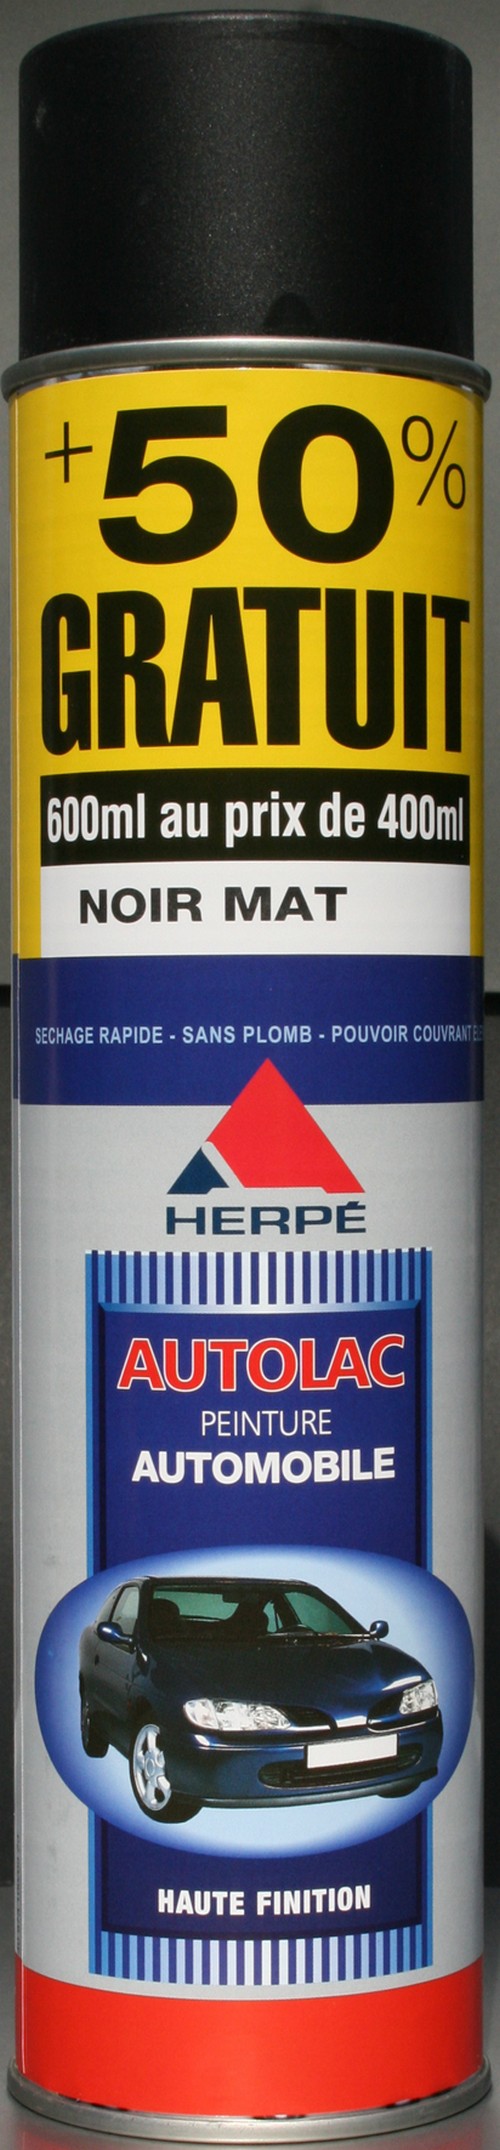 +50%
GRATUIT
600ml au prix de 400ml
NOIR MAT
SECHAGE RAPIDE - SANS PLOMB - POUVOIR COUVRANT
HERPÉ
AUTOLAC
PEINTURE
AUTOMOBILE
HAUTE FINITION